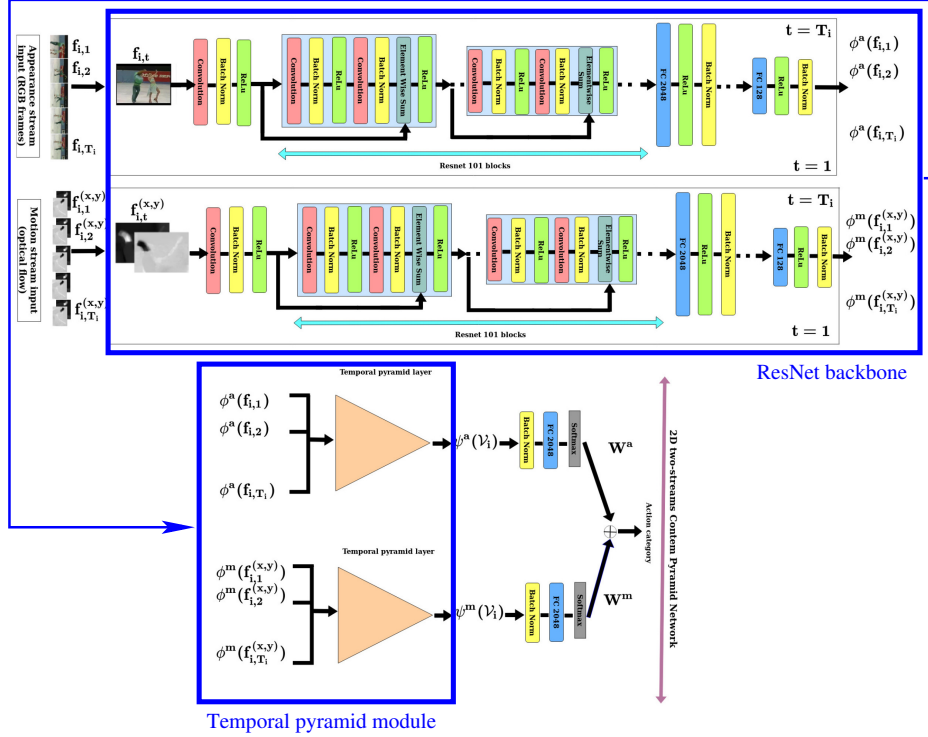 Appearance stream
input (RGB frames)
f_{i,1}
f_{i,2}
f_{i,T_i}
f_{i,t}
Convolution
Batch Norm
ReLu
Convolution
Batch Norm
ReLu
Convolution
Batch Norm
Element Wise Sum
ReLu
Convolution
Batch Norm
ReLu
Convolution
Batch Norm
Elementwise
Sum
ReLu
FC 2048
ReLu
Batch Norm
FC 128
ReLu
Batch Norm
t = T_i
t = 1
Resnet 101 blocks
ϕ^a(f_{i,1})
ϕ^a(f_{i,2})
ϕ^a(f_{i,T_i})
Motion stream input
(optical flow)
f_{i,1}^{(x,y)}
f_{i,2}^{(x,y)}
f_{i,T_i}^{(x,y)}
f_{i,t}^{(x,y)}
Convolution
Batch Norm
ReLu
Convolution
Batch Norm
ReLu
Convolution
Batch Norm
Element Wise Sum
ReLu
Convolution
Batch Norm
ReLu
Convolution
Batch Norm
Elementwise
Sum
ReLu
FC 2048
ReLu
Batch Norm
FC 128
ReLu
Batch Norm
t = T_i
t = 1
Resnet 101 blocks
ϕ^m(f_{i,1}^{(x,y)})
ϕ^m(f_{i,2}^{(x,y)})
ϕ^m(f_{i,T_i}^{(x,y)})
ResNet backbone
Temporal pyramid layer
ϕ^a(f_{i,1})
ϕ^a(f_{i,2})
ϕ^a(f_{i,T_i})
ψ^a(𝒱_i)
Batch Norm
FC 2048
Softmax
W^a
Temporal pyramid layer
ϕ^m(f_{i,1}^{(x,y)})
ϕ^m(f_{i,2}^{(x,y)})
ϕ^m(f_{i,T_i}^{(x,y)})
ψ^m(𝒱_i)
Batch Norm
FC 2048
Softmax
W^m
⊕
Action category
2D two-streams Contem Pyramid Network
Temporal pyramid module